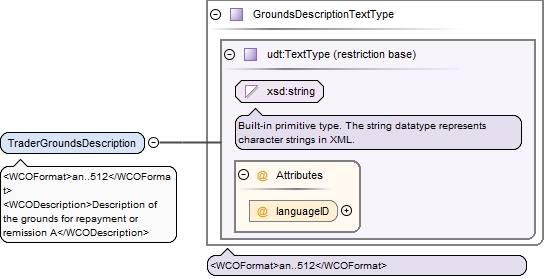 GroundsDescriptionTextType
udt:TextType (restriction base)
xsd:string
Built-in primitive type. The string datatype represents
character strings in XML.
TraderGroundsDescription
<WCOFormat>an..512</WCOForma
t>
<WCODescription>Description of
the grounds for repayment or
remission A</WCODescription>
@ Attributes
@ languageID
<WCOFormat>an..512</WCOFormat>